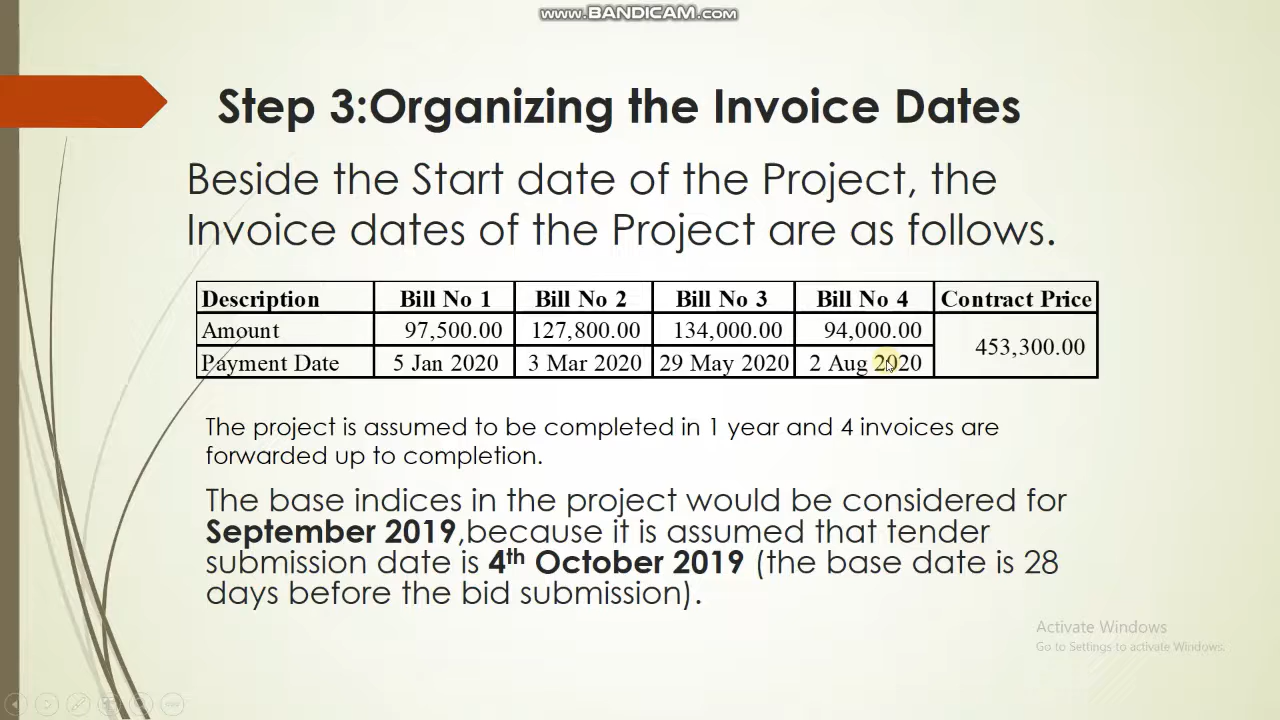 www.BANDICAM.com
Step 3:Organizing the Invoice Dates
Beside the Start date of the Project, the
Invoice dates of the Project are as follows.
Description Bill No 1 Bill No 2 Bill No 3 Bill No 4 Contract Price
Amount 97,500.00 127,800.00 134,000.00 94,000.00 453,300.00
Payment Date 5 Jan 2020 3 Mar 2020 29 May 2020 2 Aug 2020
The project is assumed to be completed in 1 year and 4 invoices are
forwarded up to completion.
The base indices in the project would be considered for
September 2019,because it is assumed that tender
submission date is 4th October 2019 (the base date is 28
days before the bid submission).
Activate Windows
Go to Settings to activate Windows.